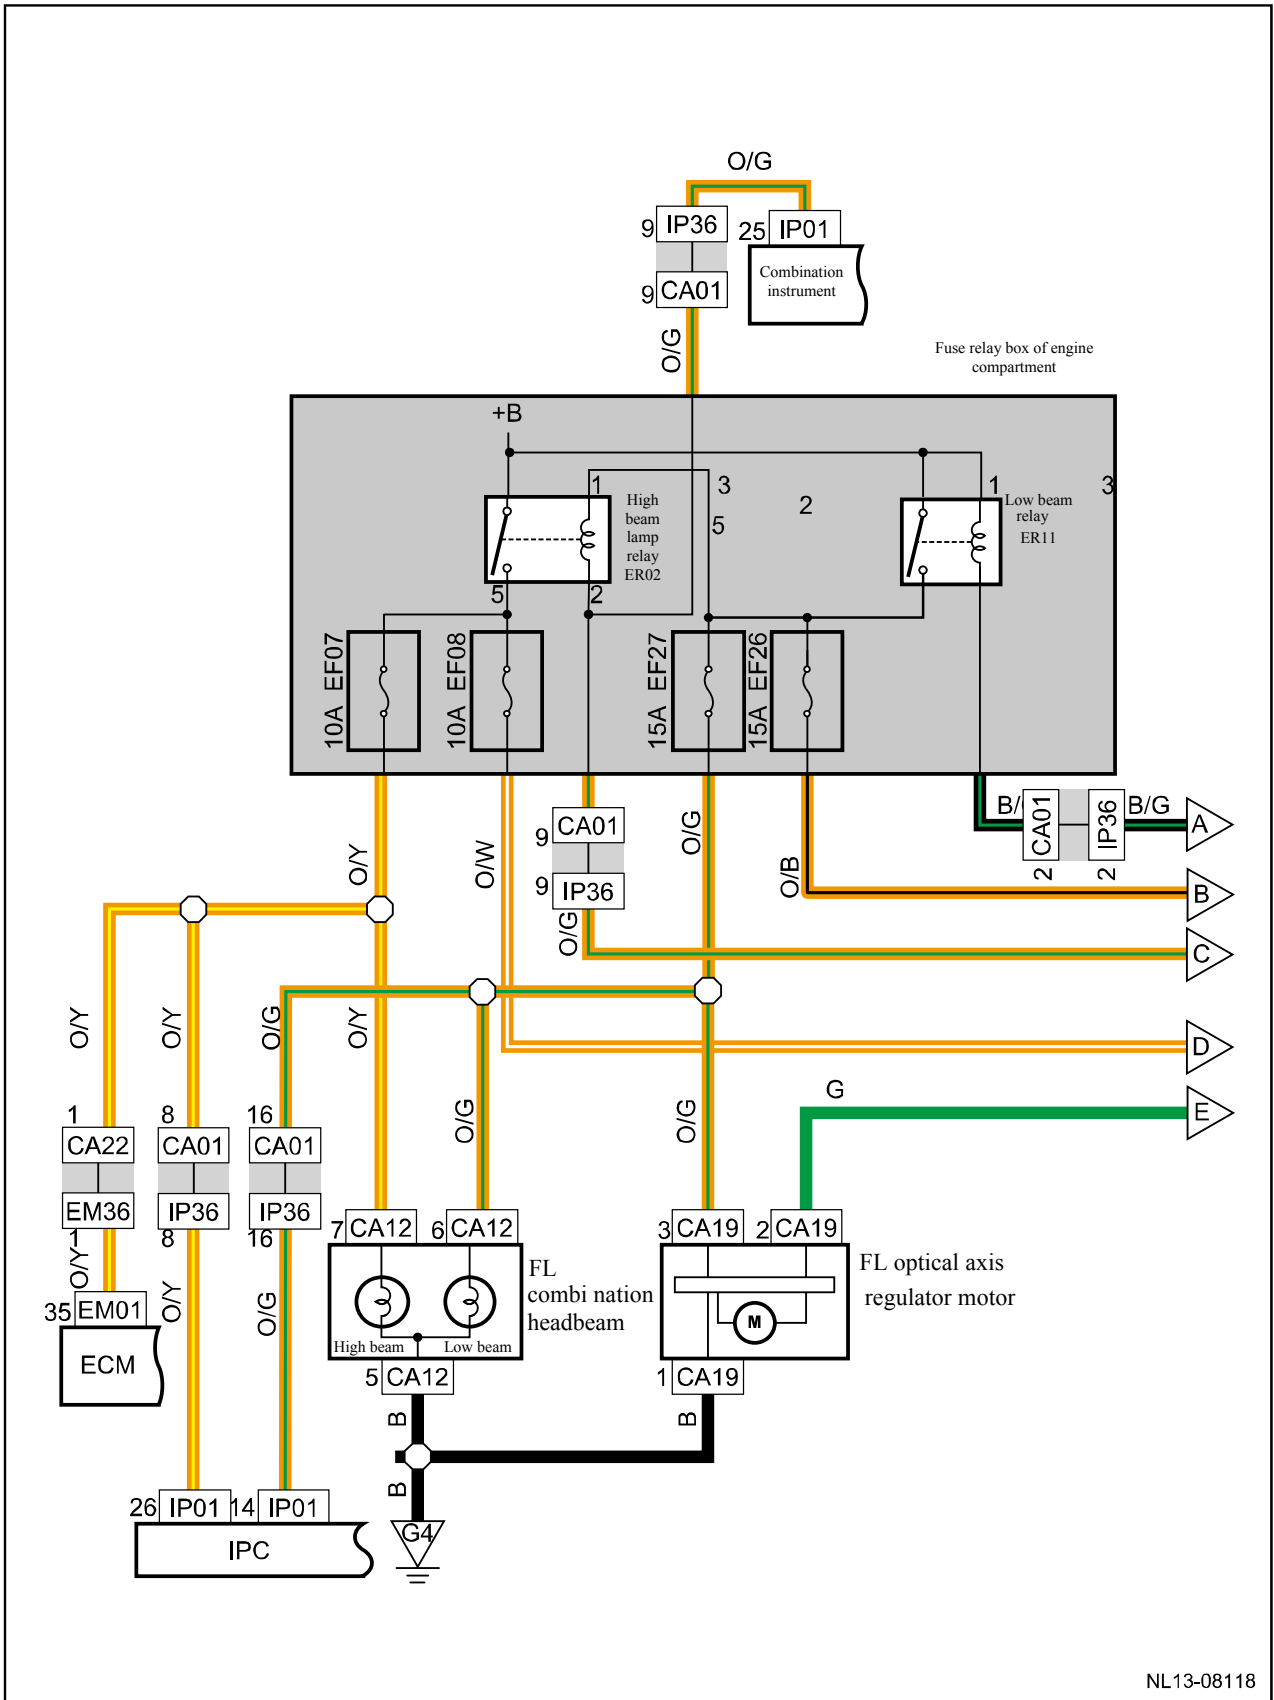 O/G
9 IP36 25 IP01
Combination
instrument
9 CA01
O/G
Fuse relay box of engine
compartment
+B
1 3 2 1 3
High
beam
lamp
relay
ER02
5
Low beam
relay
ER11
5 2
10A EF07
10A EF08
15A EF27
15A EF26
O/Y
O/W
9 CA01
9 IP36
O/G
O/G
O/B
B/
CA01
2
IP36
2
B/G
A
B
C
D
E
O/Y
O/Y
O/G
O/Y
O/G
O/G
G
1 8 16
CA22 CA01 CA01
EM36 IP36 IP36
1 8 16
O/Y
O/Y
O/G
7 CA12 6 CA12
3 CA19 2 CA19
FL
combi nation
headbeam
High beam Low beam
FL optical axis
regulator motor
M
35 EM01
ECM
5 CA12
1 CA19
B
B
B
G4
26 IP01 14 IP01
IPC
NL13-08118